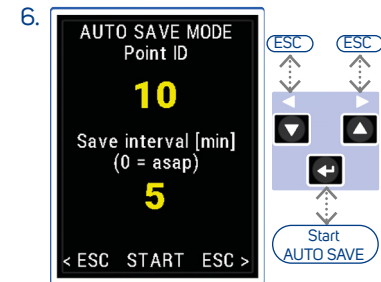 6.
AUTO SAVE MODE
Point ID
10
Save interval [min]
(0 = asap)
5
< ESC START ESC >
ESC ESC
Start
AUTO SAVE